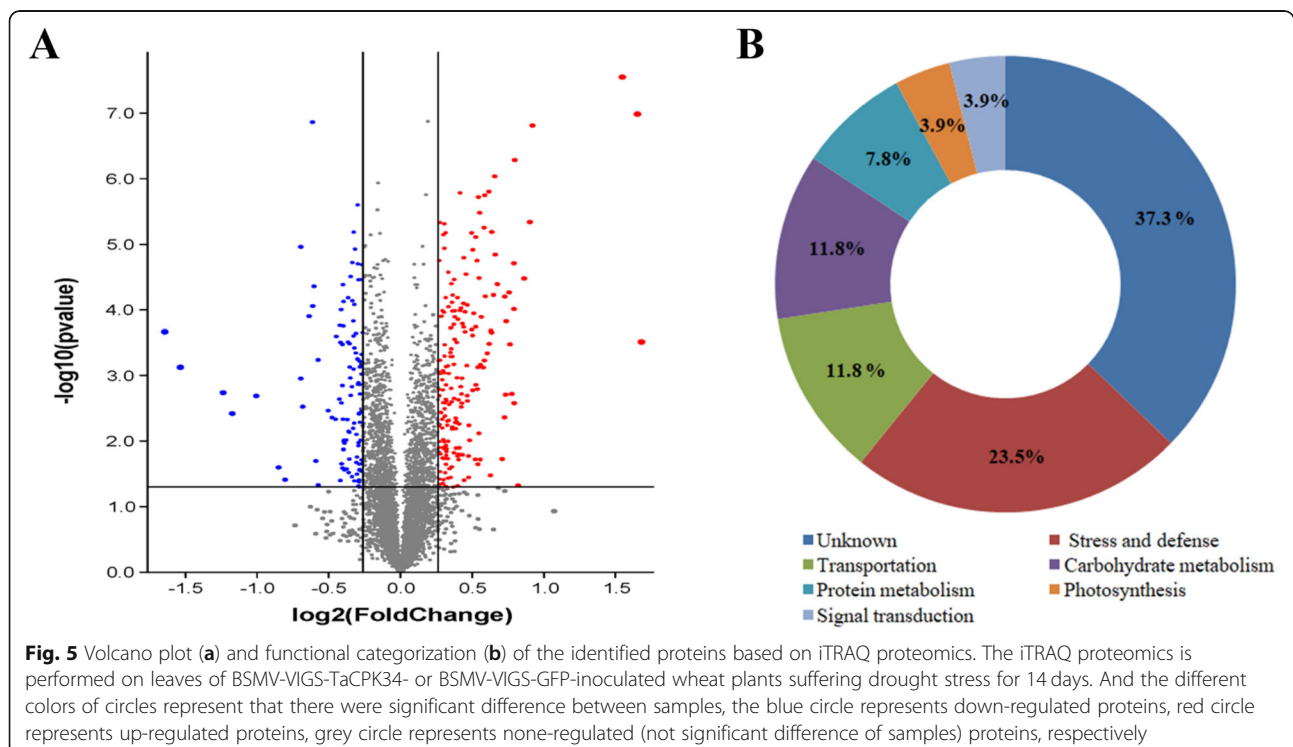 A
-log10(pvalue)
7.0
6.0
5.0
4.0
3.0
2.0
1.0
0.0
-1.5 -1.0 -0.5 0.0 0.5 1.0 1.5
log2(FoldChange)
B
3.9%
3.9%
7.8%
37.3 %
11.8%
11.8 %
23.5%
Unknown Stress and defense
Transportation Carbohydrate metabolism
Protein metabolism Photosynthesis
Signal transduction
Fig. 5 Volcano plot (a) and functional categorization (b) of the identified proteins based on iTRAQ proteomics. The iTRAQ proteomics is
performed on leaves of BSMV-VIGS-TaCPK34- or BSMV-VIGS-GFP-inoculated wheat plants suffering drought stress for 14 days. And the different
colors of circles represent that there were significant difference between samples, the blue circle represents down-regulated proteins, red circle
represents up-regulated proteins, grey circle represents none-regulated (not significant difference of samples) proteins, respectively